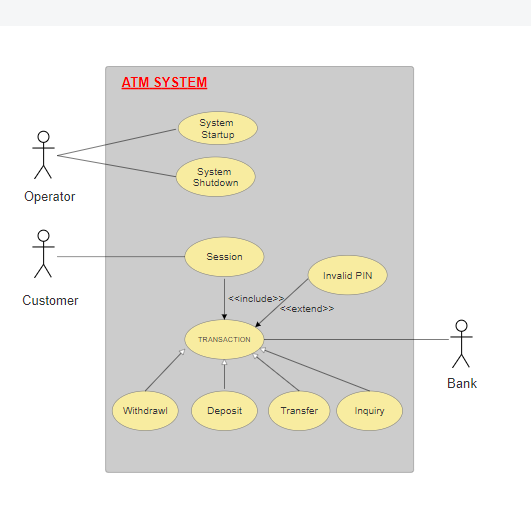 ATM SYSTEM
System
Startup
System
Shutdown
Operator
Session
Invalid PIN
Customer
<<include>>
<<extend>>
TRANSACTION
Bank
Withdrawl
Deposit
Transfer
Inquiry